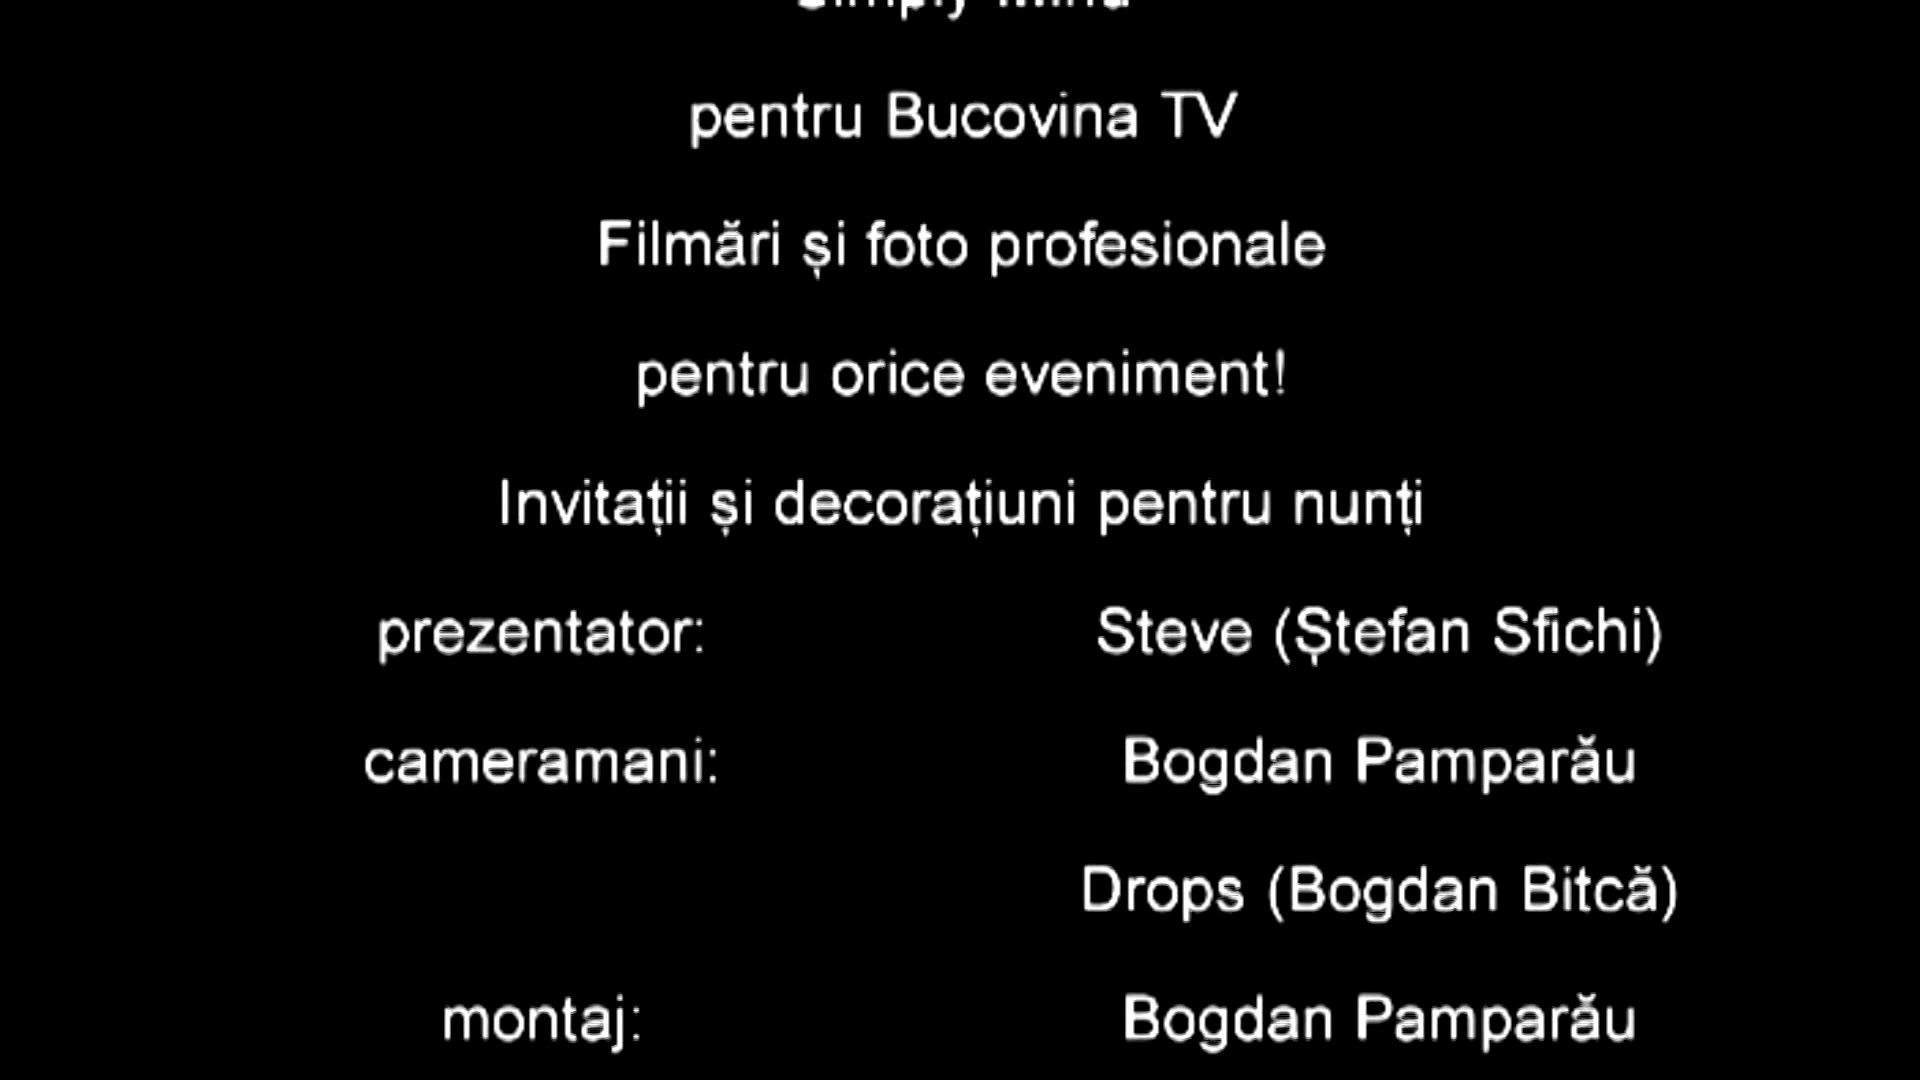 Simply
pentru Bucovina TV
Filmări și foto profesionale
pentru orice eveniment!
Invitații și decorațiuni pentru nunți
prezentator: Steve (Ștefan Sfichi)
cameramani: Bogdan Pamparău
Drops (Bogdan Bitcă)
montaj: Bogdan Pamparău